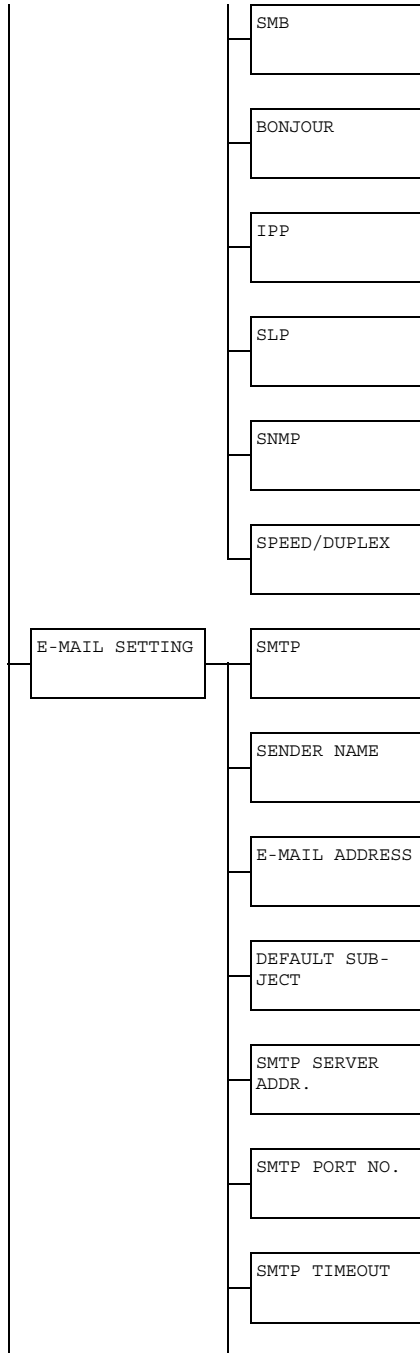 SMB
BONJOUR
IPP
SLP
SNMP
SPEED/DUPLEX
E-MAIL SETTING
SMTP
SENDER NAME
E-MAIL ADDRESS
DEFAULT SUB-
JECT
SMTP SERVER
ADDR.
SMTP PORT NO.
SMTP TIMEOUT